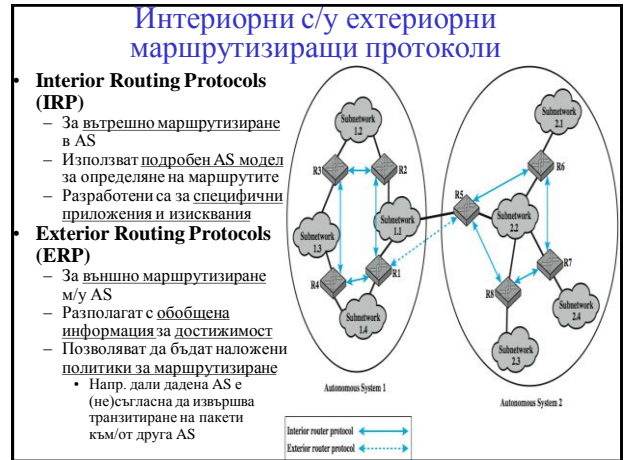 Интериорни с/у екстериорни
маршрутизиращи протоколи
• Interior Routing Protocols
(IRP)
– За вътрешно маршрутизиране
в AS
– Използват подробен AS модел
за определяне на маршрутите
– Разработени са за специфични
приложения и изисквания
• Exterior Routing Protocols
(ERP)
– За външно маршрутизиране
м/у AS
– Разполагат с обобщена
информация за достижимост
– Позволяват да бъдат наложени
политики за маршрутизиране
• Напр. дали дадена AS е
(не)съгласна да извършва
транзитиране на пакети
към/от друга AS
Subnetwork
1.2
R3
R2
Subnetwork
1.1
Subnetwork
1.3
R4
R1
Subnetwork
1.4
Autonomous System 1
Subnetwork
2.1
R6
R5
Subnetwork
2.2
R7
R8
Subnetwork
2.4
Subnetwork
2.3
Autonomous System 2
Interior router protocol
Exterior router protocol